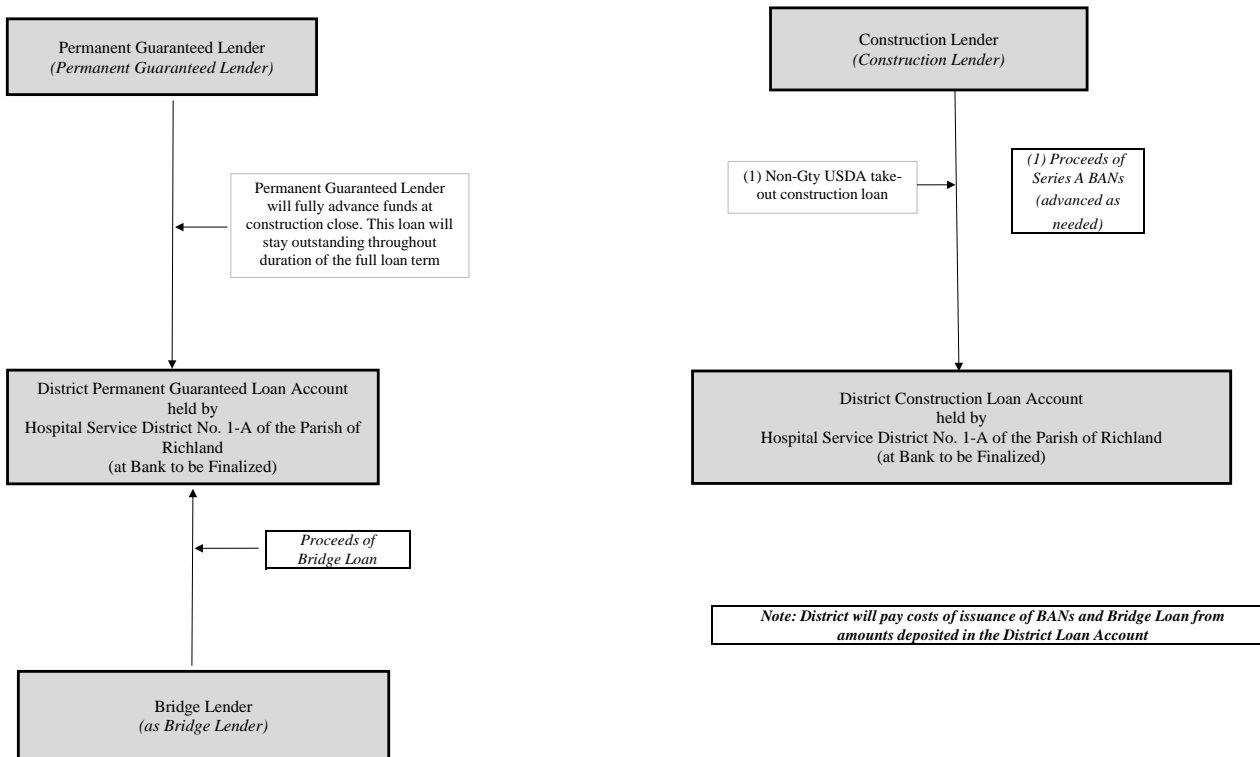 Permanent Guaranteed Lender
(Permanent Guaranteed Lender)
Permanent Guaranteed Lender
will fully advance funds at
construction close. This loan will
stay outstanding throughout
duration of the full loan term
District Permanent Guaranteed Loan Account
held by
Hospital Service District No. 1-A of the Parish of
Richland
(at Bank to be Finalized)
Proceeds of
Bridge Loan
Bridge Lender
(as Bridge Lender)
Construction Lender
(Construction Lender)
(1) Non-Gty USDA take-
out construction loan
(1) Proceeds of
Series A BANs
(advanced as
needed)
District Construction Loan Account
held by
Hospital Service District No. 1-A of the Parish of Richland
(at Bank to be Finalized)
Note: District will pay costs of issuance of BANs and Bridge Loan from
amounts deposited in the District Loan Account